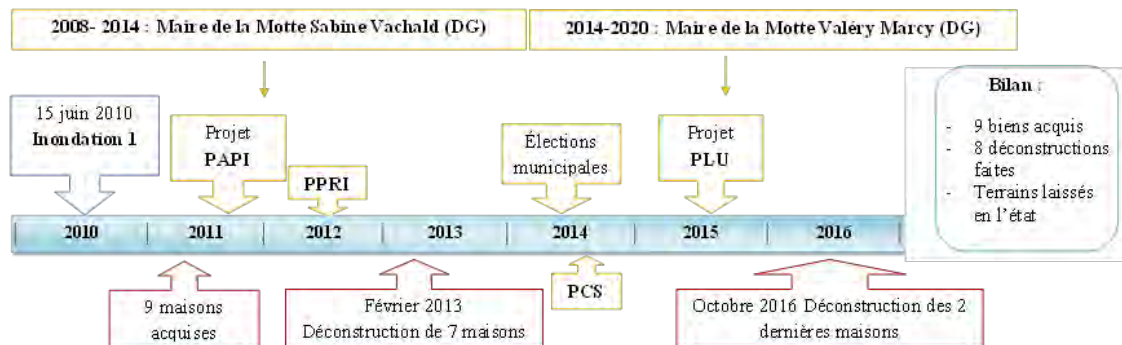 2008- 2014 : Maire de la Motte Sabine Vachald (DG)
2014-2020 : Maire de la Motte Valéry Marcy (DG)
15 juin 2010
Inondation 1
Projet
PAPI
PPRI
Élections
municipales
Projet
PLU
Bilan :
- 9 biens acquis
- 8 déconstructions
faites
- Terrains laissés
en l'état
2010
2011
2012
2013
2014
2015
2016
9 maisons
acquises
Février 2013
Déconstruction de 7 maisons
PCS
Octobre 2016 Déconstruction des 2
dernières maisons